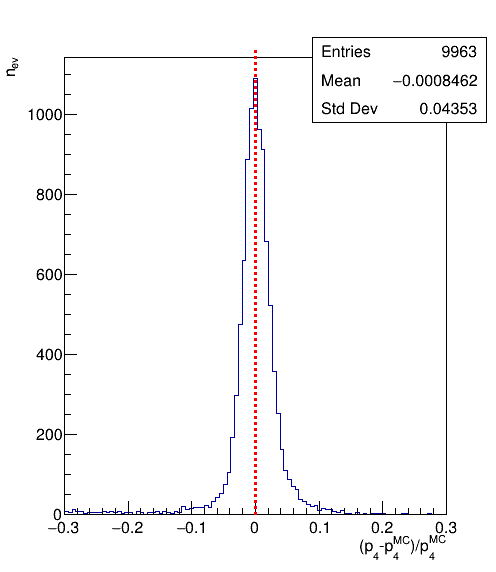 n_ev
Entries 9963
Mean −0.0008462
Std Dev 0.04353
1000
800
600
400
200
0
−0.3 −0.2 −0.1 0 0.1 0.2 0.3
(p_4-p_4^MC)/p_4^MC